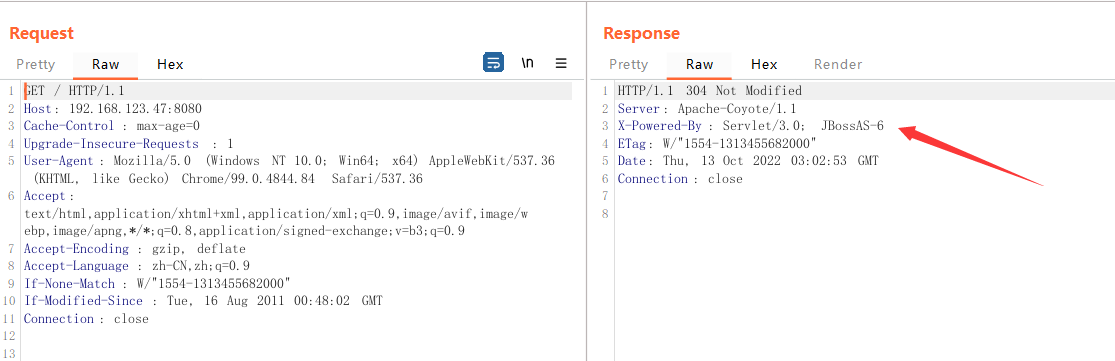 Request
Pretty Raw Hex \n
1 GET / HTTP/1.1
2 Host: 192.168.123.47:8080
3 Cache-Control : max-age=0
4 Upgrade-Insecure-Requests : 1
5 User-Agent : Mozilla/5.0 (Windows NT 10.0; Win64; x64) AppleWebKit/537.36
(KHTML, like Gecko) Chrome/99.0.4844.84 Safari/537.36
6 Accept :
text/html,application/xhtml+xml,application/xml;q=0.9,image/avif,image/w
ebp,image/apng,*/*;q=0.8,application/signed-exchange;v=b3;q=0.9
7 Accept-Encoding : gzip, deflate
8 Accept-Language : zh-CN,zh;q=0.9
9 If-None-Match : W/"1554-1313455682000"
10 If-Modified-Since : Tue, 16 Aug 2011 00:48:02 GMT
11 Connection : close
12
13
Response
Pretty Raw Hex Render
1 HTTP/1.1 304 Not Modified
2 Server: Apache-Coyote/1.1
3 X-Powered-By : Servlet/3.0; JBossAS-6
4 ETag: W/"1554-1313455682000"
5 Date: Thu, 13 Oct 2022 03:02:53 GMT
6 Connection : close
7
8